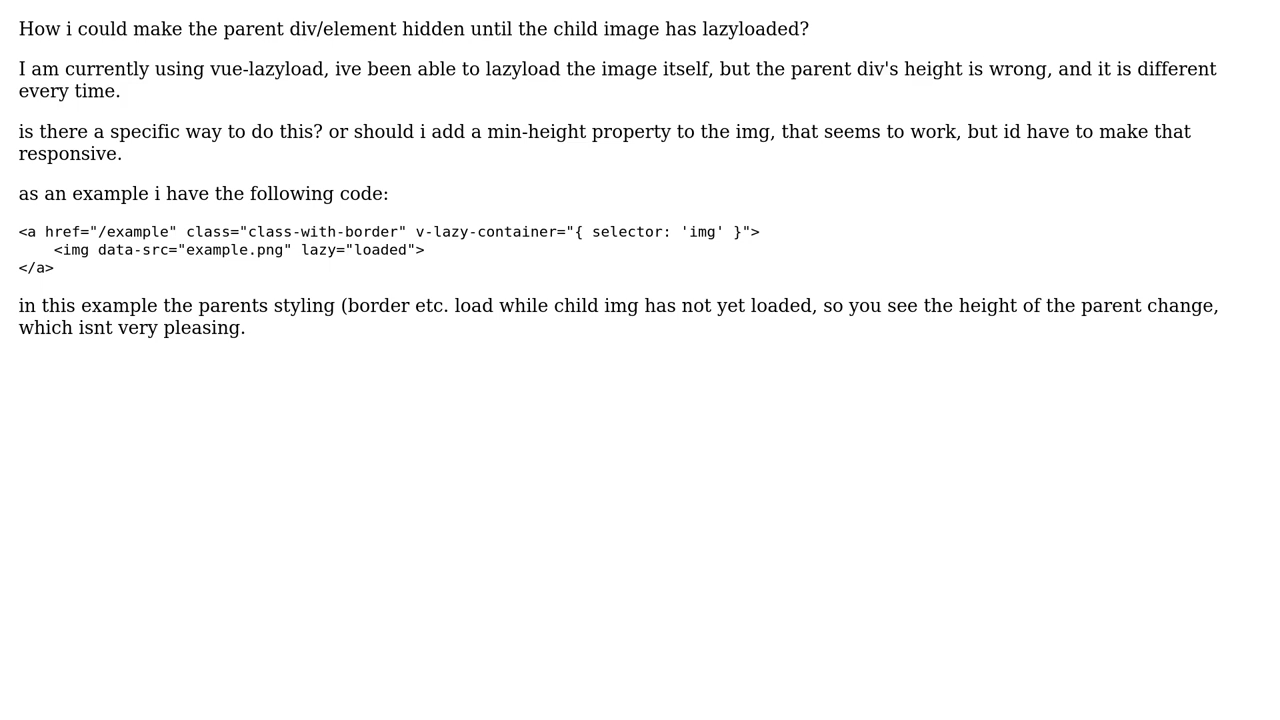 How i could make the parent div/element hidden until the child image has lazyloaded?
I am currently using vue-lazyload, ive been able to lazyload the image itself, but the parent div's height is wrong, and it is different
every time.
is there a specific way to do this? or should i add a min-height property to the img, that seems to work, but id have to make that
responsive.
as an example i have the following code:
<a href="/example" class="class-with-border" v-lazy-container="{ selector: 'img' }">
    <img data-src="example.png" lazy="loaded">
</a>
in this example the parents styling (border etc. load while child img has not yet loaded, so you see the height of the parent change,
which isnt very pleasing.